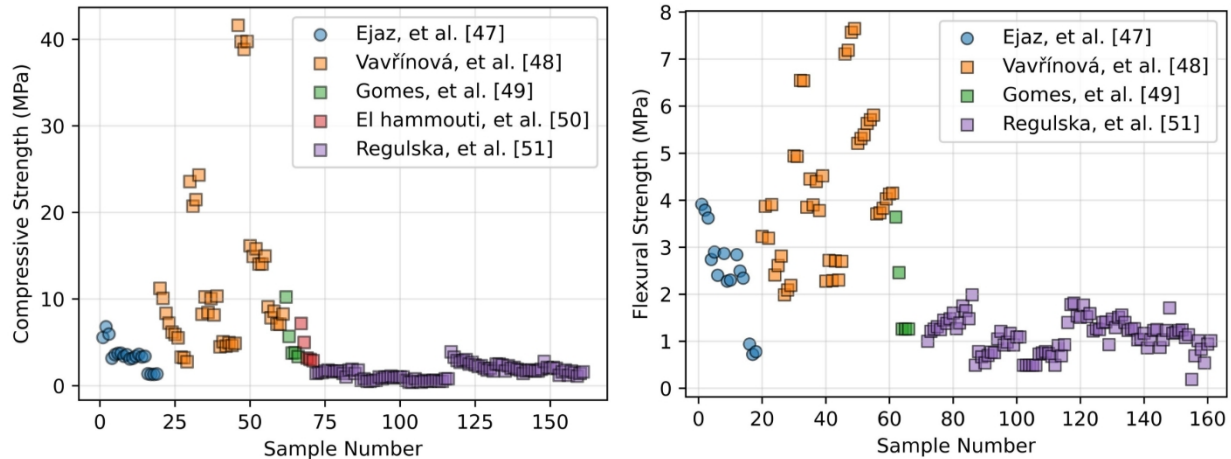 Compressive Strength (MPa)
40
30
20
10
0
0
25
50
75
100
125
150
Sample Number
Ejaz, et al. [47]
Vavřínová, et al. [48]
Gomes, et al. [49]
El hammouti, et al. [50]
Regulska, et al. [51]
Flexural Strength (MPa)
8
7
6
5
4
3
2
1
0
0
20
40
60
80
100
120
140
160
Sample Number
Ejaz, et al. [47]
Vavřínová, et al. [48]
Gomes, et al. [49]
Regulska, et al. [51]